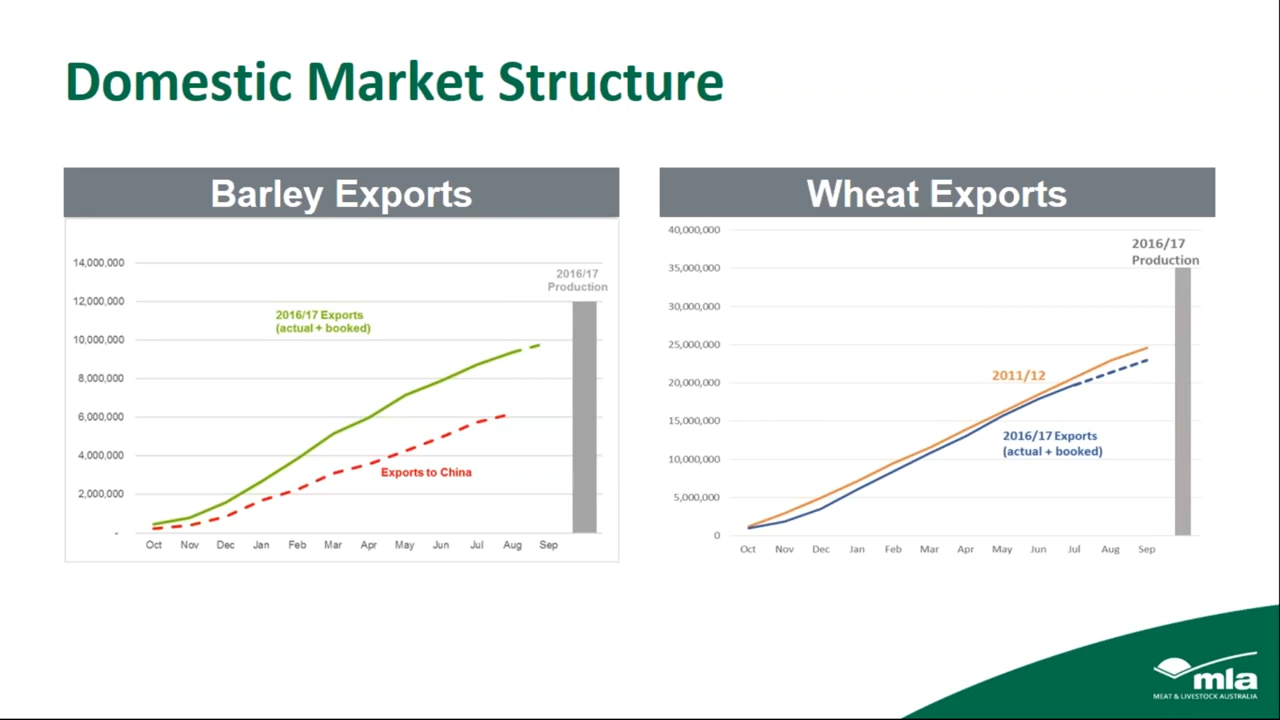 Domestic Market Structure
Barley Exports
14,000,000
12,000,000
10,000,000
8,000,000
6,000,000
4,000,000
2,000,000
-
2016/17
Production
2016/17 Exports
(actual + booked)
Exports to China
Oct Nov Dec Jan Feb Mar Apr May Jun Jul Aug Sep
Wheat Exports
40,000,000
35,000,000
30,000,000
25,000,000
20,000,000
15,000,000
10,000,000
5,000,000
0
2016/17
Production
2011/12
2016/17 Exports
(actual + booked)
Oct Nov Dec Jan Feb Mar Apr May Jun Jul Aug Sep
mla
MEAT & LIVESTOCK AUSTRALIA